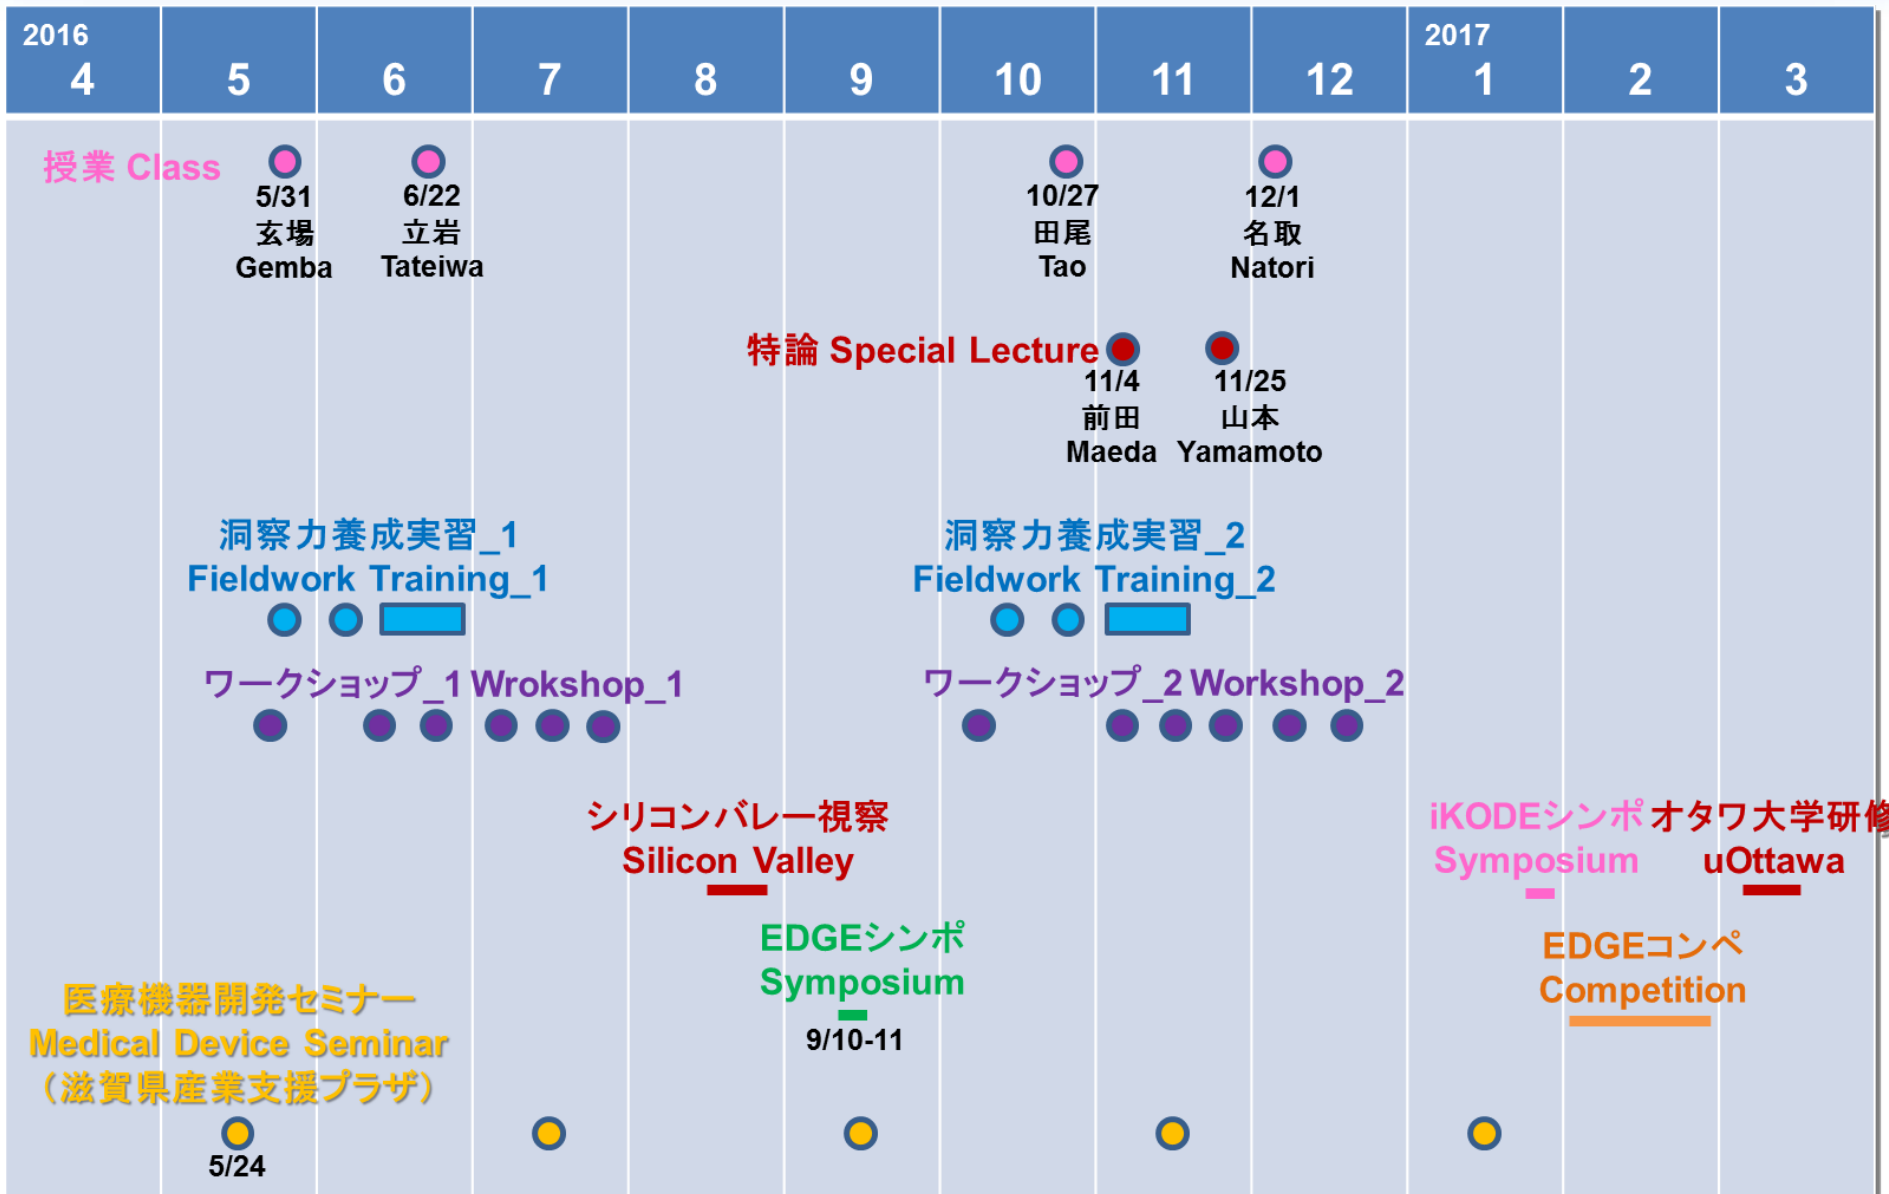 2016
2017
4 5 6 7 8 9 10 11 12 1 2 3
授業 Class
5/31
玄場
Gemba
6/22
立岩
Tateiwa
10/27
田尾
Tao
12/1
名取
Natori
特論 Special Lecture
11/4
前田
Maeda
11/25
山本
Yamamoto
洞察力養成実習_1
Fieldwork Training_1
洞察力養成実習_2
Fieldwork Training_2
ワークショップ_1 Wrokshop_1
ワークショップ_2 Workshop_2
シリコンバレー視察
Silicon Valley
iKODEシンポ
Symposium
オタワ大学研修
uOttawa
EDGEシンポ
Symposium
9/10-11
EDGEコンペ
Competition
医療機器開発セミナー
Medical Device Seminar
（滋賀県産業支援プラザ）
5/24